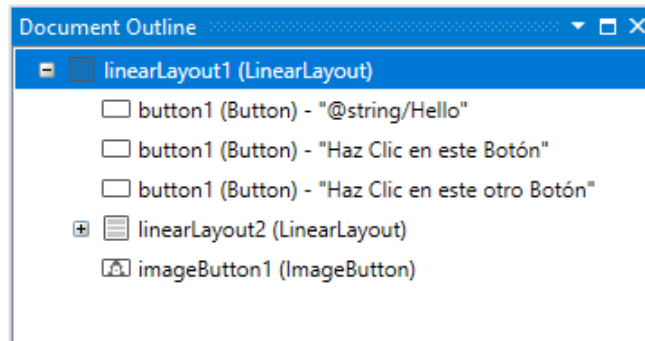 Document Outline
linearLayout1 (LinearLayout)
button1 (Button) - "@string/Hello"
button1 (Button) - "Haz Clic en este Botón"
button1 (Button) - "Haz Clic en este otro Botón"
linearLayout2 (LinearLayout)
imageButton1 (ImageButton)